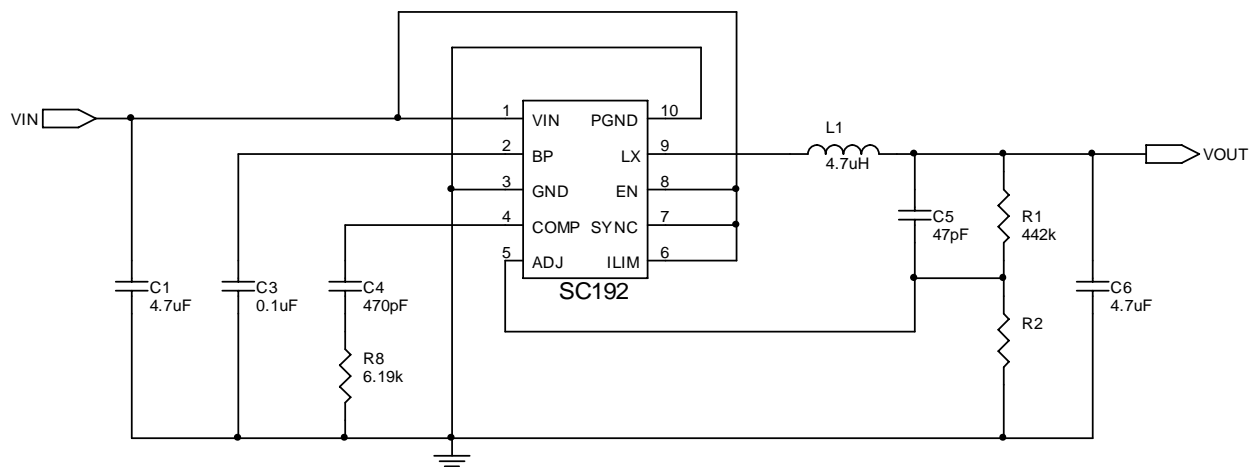 VIN
1
VIN
PGND
10
2
BP
LX
9
3
GND
EN
8
4
COMP
SYNC
7
5
ADJ
ILIM
6
SC192
L1
4.7uH
VOUT
C5
47pF
R1
442k
C1
4.7uF
C3
0.1uF
C4
470pF
C6
4.7uF
R2
R8
6.19k